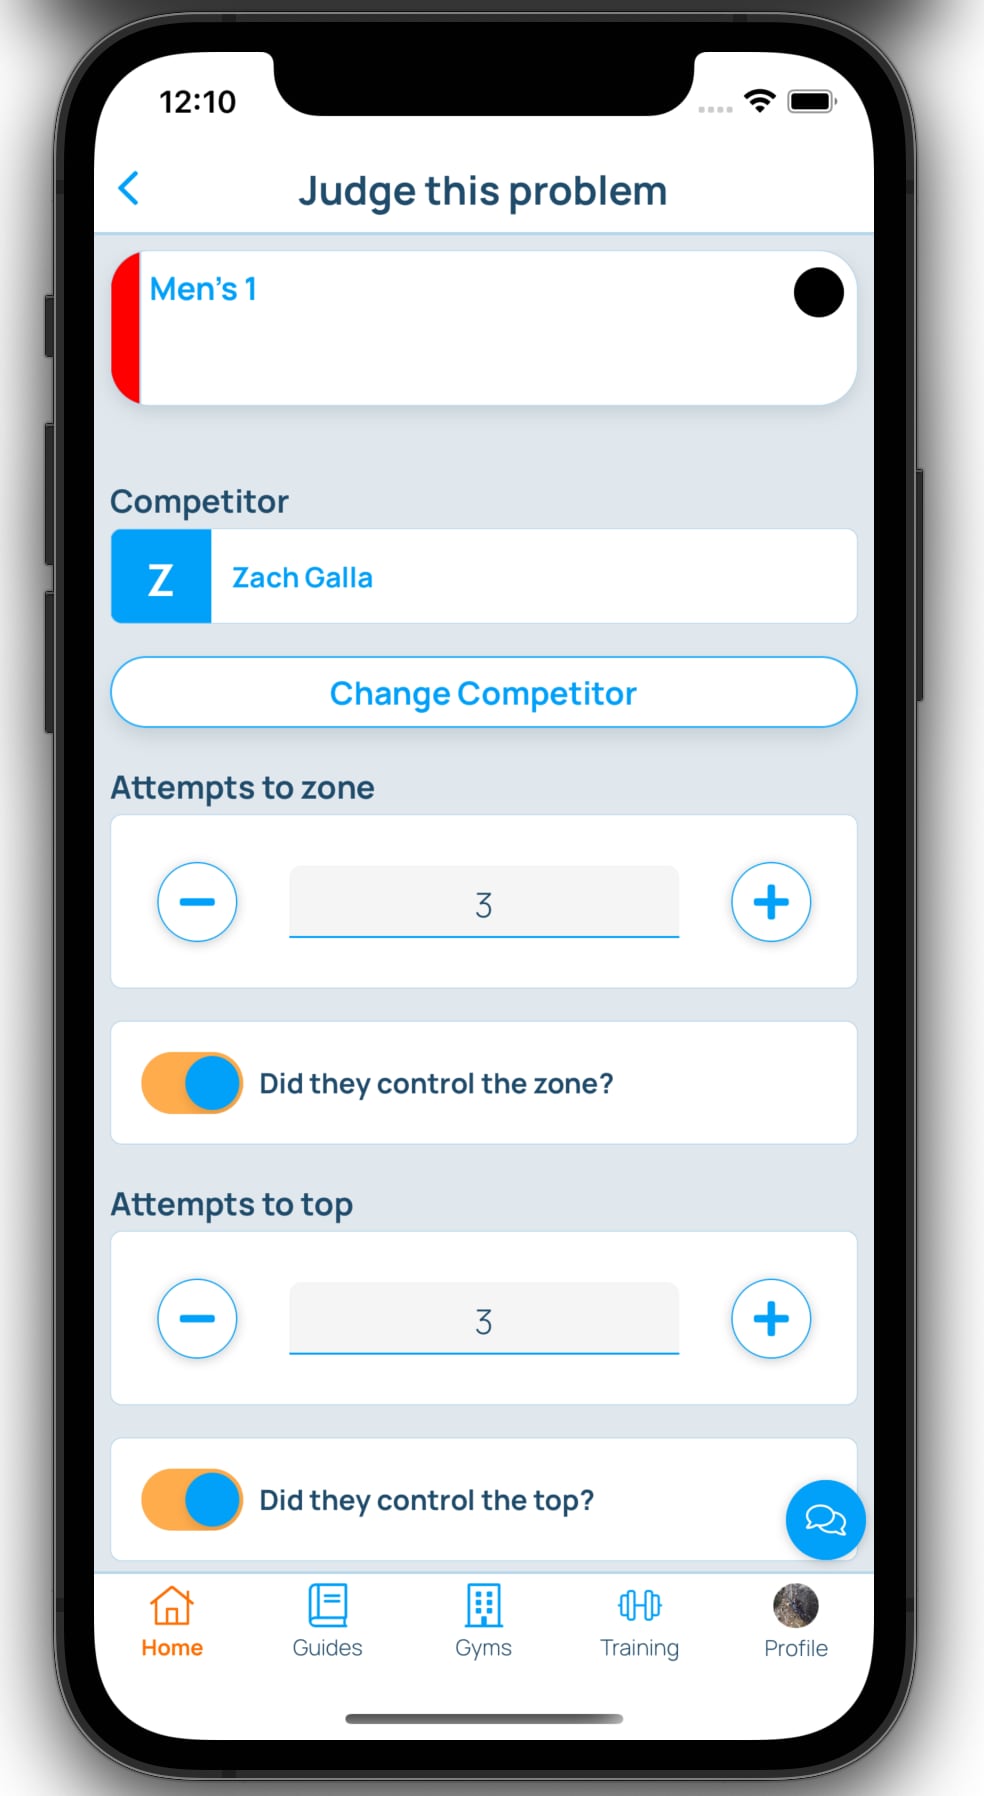 12:10
Judge this problem
Men's 1
Competitor
Z
Zach Galla
Change Competitor
Attempts to zone
3
Did they control the zone?
Attempts to top
3
Did they control the top?
Home
Guides
Gyms
Training
Profile